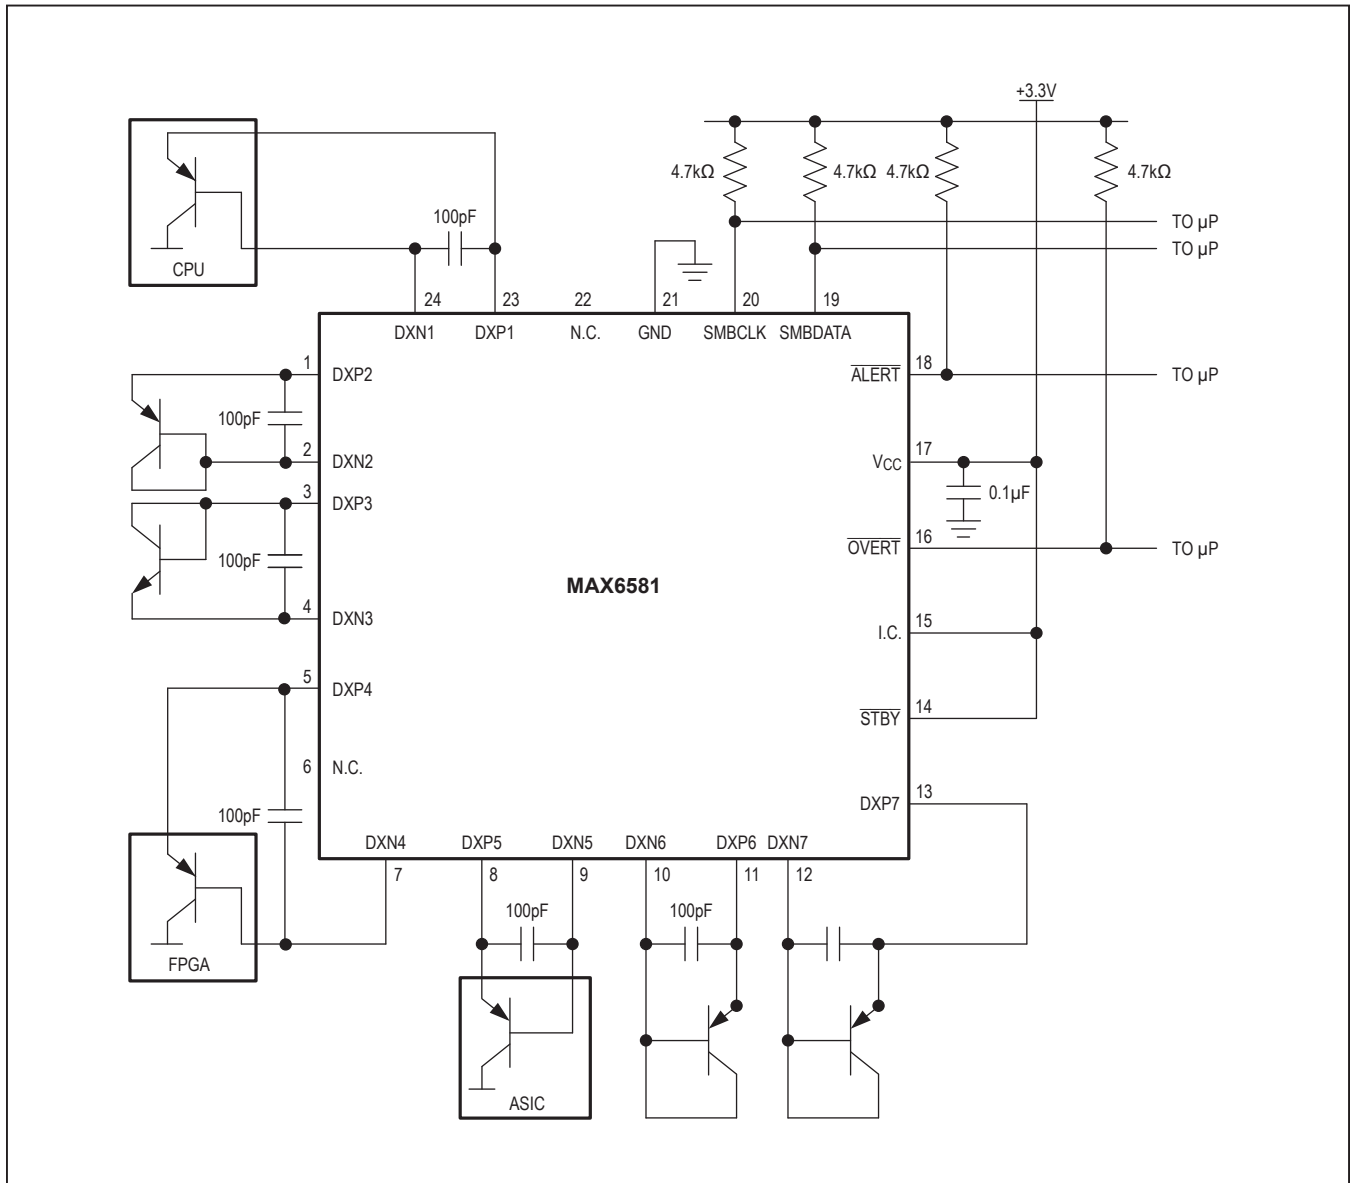 +3.3V
4.7kΩ
4.7kΩ
4.7kΩ
4.7kΩ
100pF
TO µP
TO µP
CPU
24
23
22
21
20
19
DXN1
DXP1
N.C.
GND
SMBCLK
SMBDATA
1
DXP2
ALERT
18
TO µP
100pF
2
DXN2
VCC
17
3
DXP3
0.1µF
OVERT
16
TO µP
100pF
MAX6581
4
DXN3
I.C.
15
5
DXP4
STBY
14
6
N.C.
DXP7
13
100pF
DXN4
DXP5
DXN5
DXN6
DXP6
DXN7
7
8
9
10
11
12
100pF
100pF
FPGA
ASIC